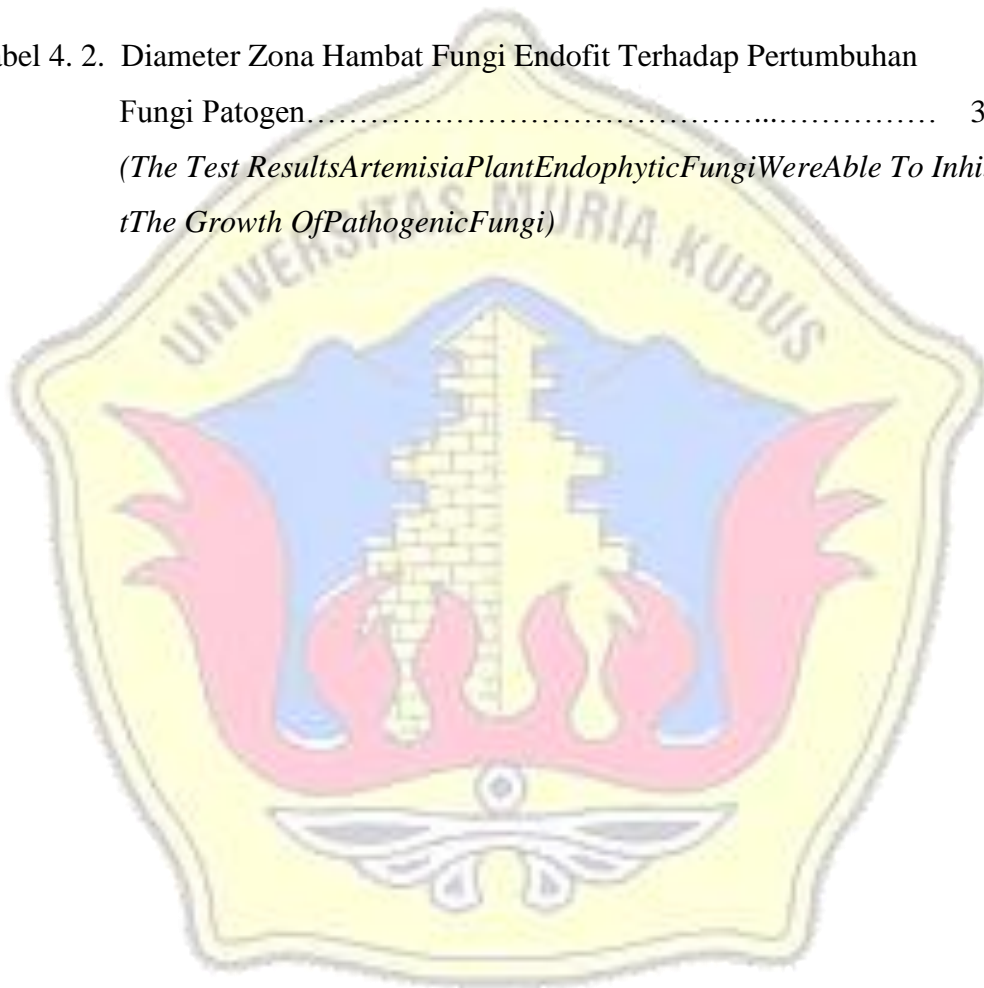 abel 4. 2. Diameter Zona Hambat Fungi Endofit Terhadap Pertumbuhan
Fungi Patogen……………………………………...…………… 3
(The Test ResultsArtemisiaPlantEndophyticFungiWereAble To Inhi
tThe Growth OfPathogenicFungi)
UNIVERSITAS MURIA KUDUS